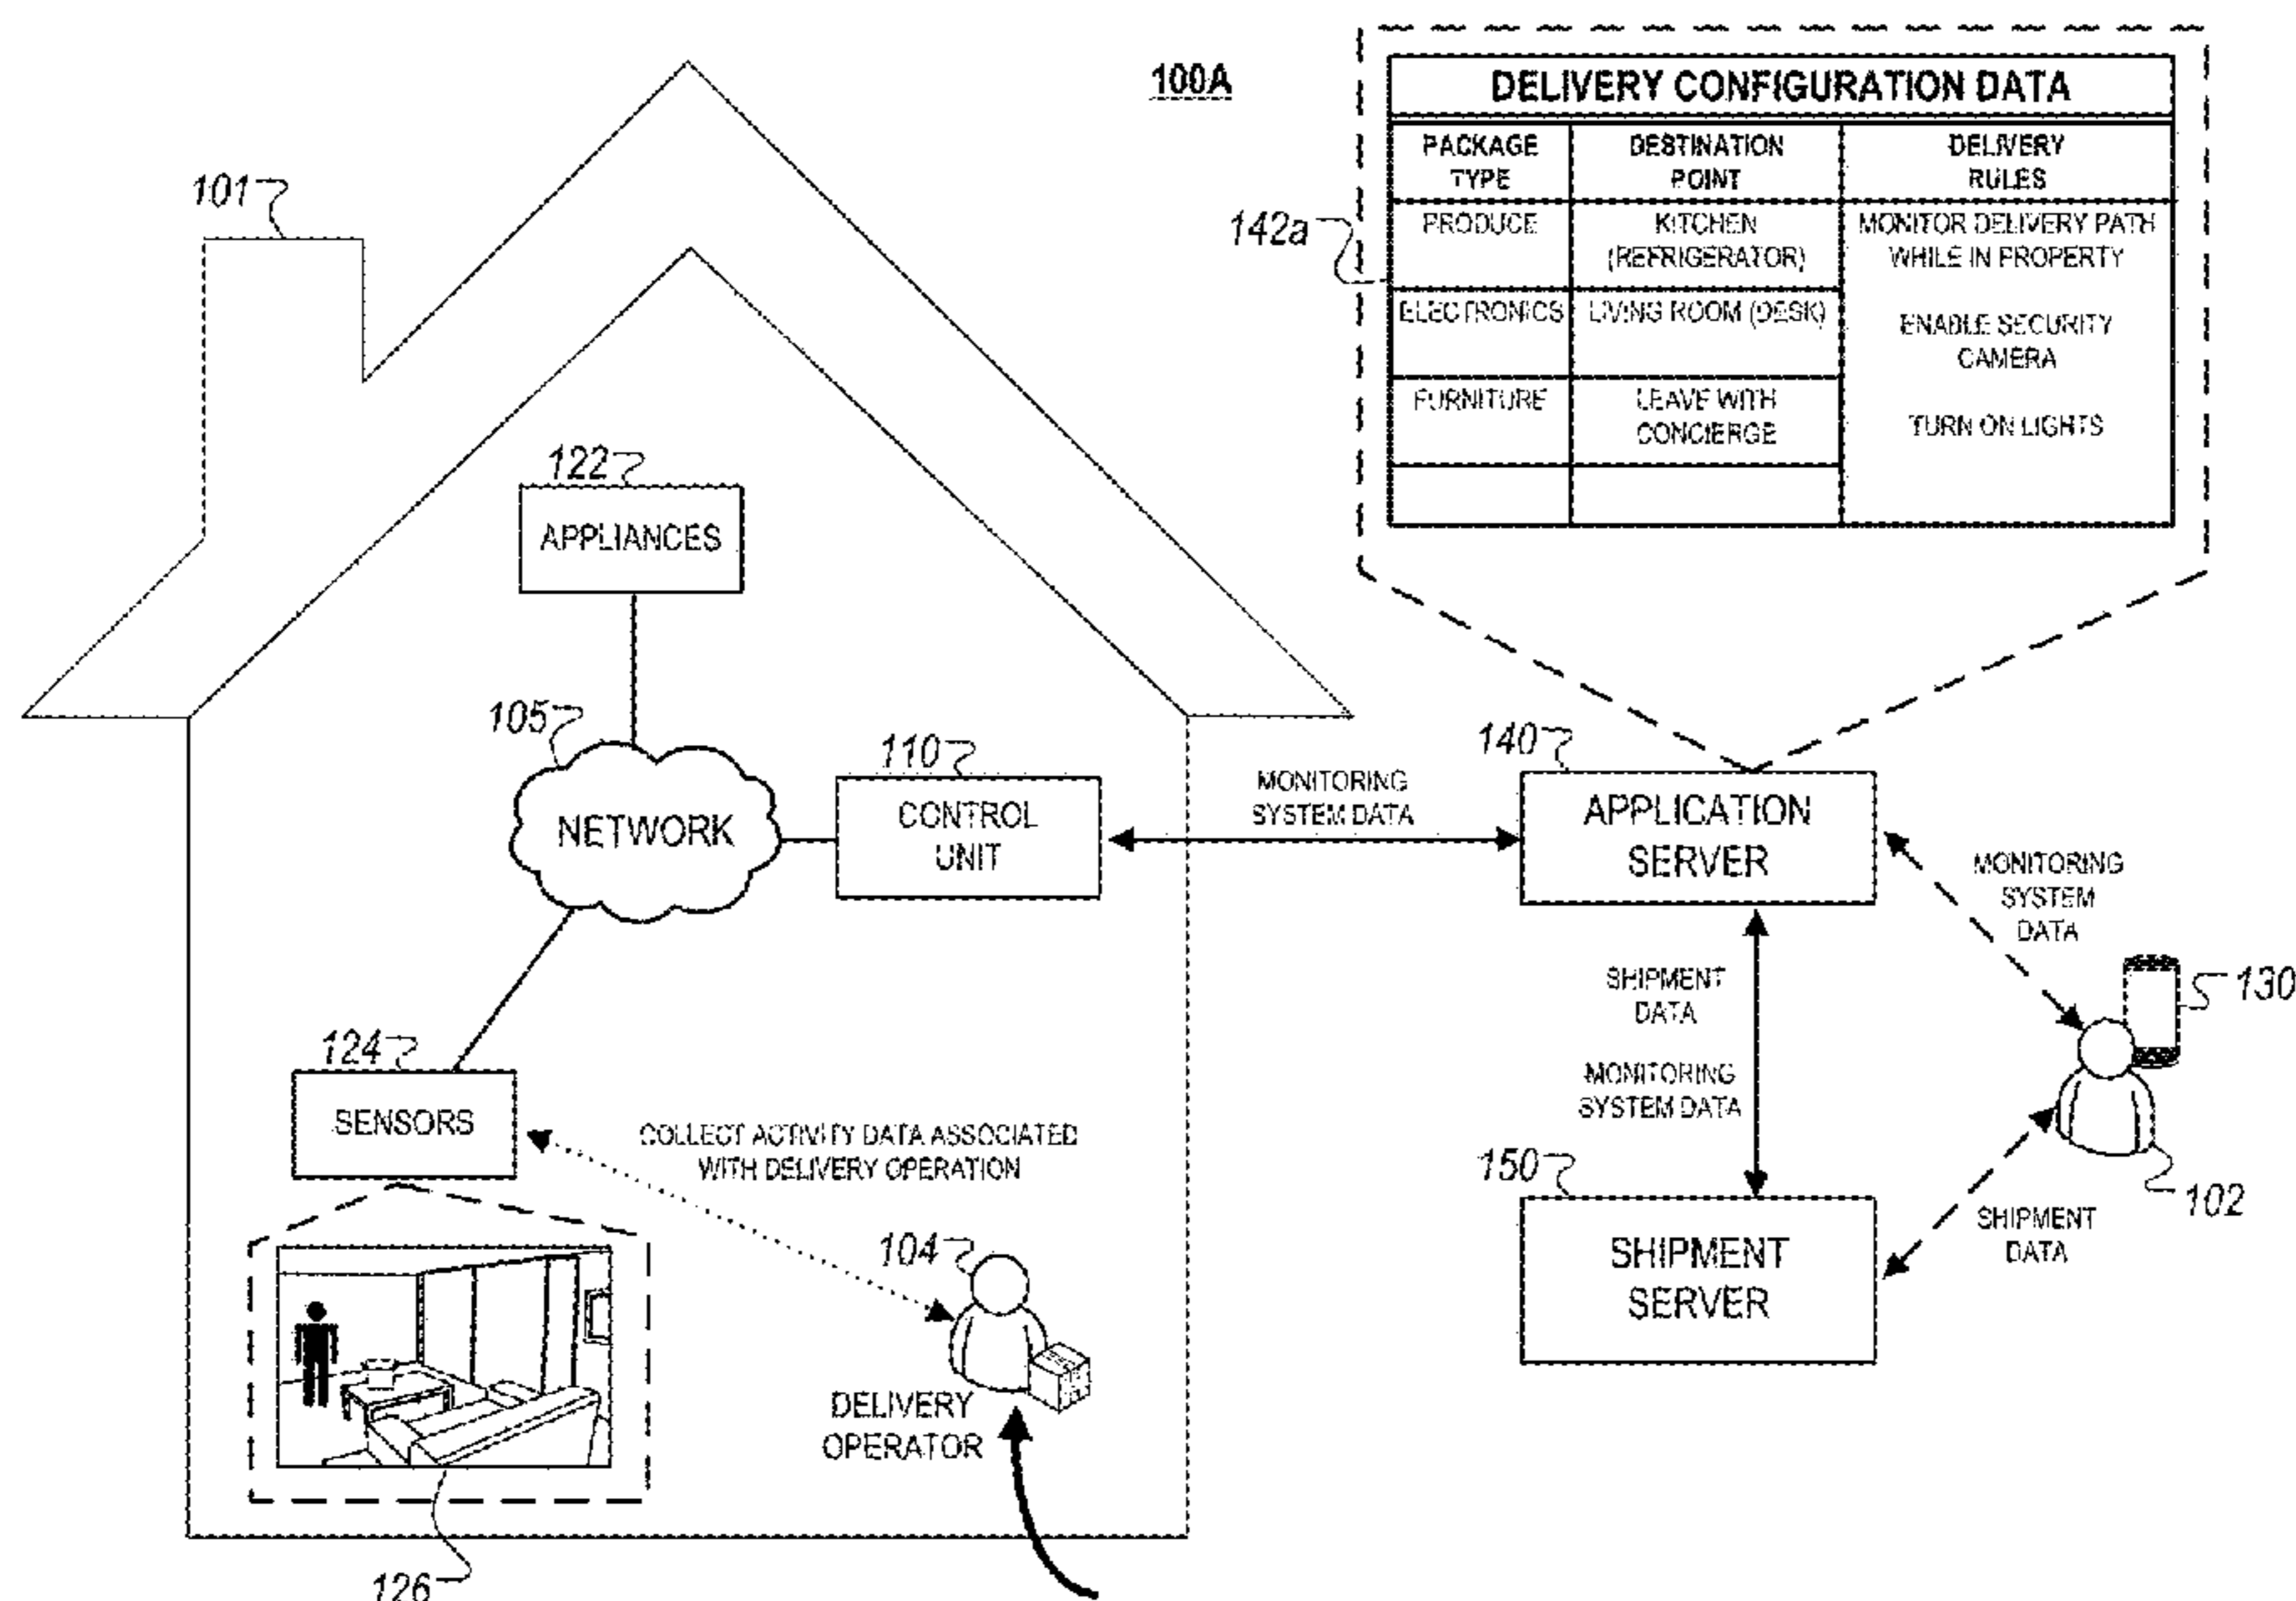 100A
DELIVERY CONFIGURATION DATA
PACKAGE
TYPE
DESTINATION
POINT
DELIVERY
RULES
PRODUCE
KITCHEN
(REFRIGERATOR)
MONITOR DELIVERY PATH
WHILE IN PROPERTY
ELECTRONICS
LIVING ROOM (DESK)
ENABLE SECURITY
CAMERA
FURNITURE
LEAVE WITH
CONCIERGE
TURN ON LIGHTS
142a
101
122
APPLIANCES
105
NETWORK
110
CONTROL
UNIT
MONITORING
SYSTEM DATA
140
APPLICATION
SERVER
MONITORING
SYSTEM
DATA
130
102
SHIPMENT
DATA
MONITORING
SYSTEM DATA
SHIPMENT
DATA
150
SHIPMENT
SERVER
124
SENSORS
COLLECT ACTIVITY DATA ASSOCIATED
WITH DELIVERY OPERATION
104
DELIVERY
OPERATOR
126